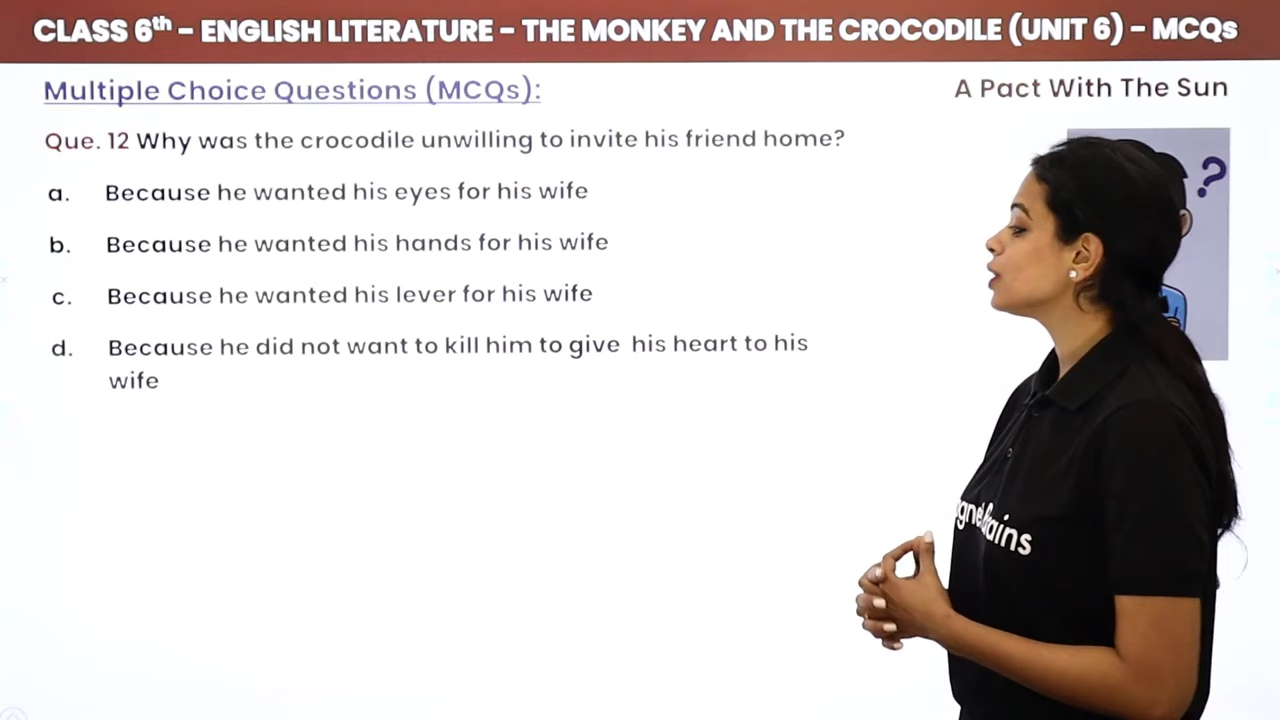 CLASS 6th - ENGLISH LITERATURE - THE MONKEY AND THE CROCODILE (UNIT 6) - MCQs
Multiple Choice Questions (MCQs):
A Pact With The Sun
Que. 12 Why was the crocodile unwilling to invite his friend home?
?
a. Because he wanted his eyes for his wife
b. Because he wanted his hands for his wife
c. Because he wanted his lever for his wife
d. Because he did not want to kill him to give his heart to his
wife